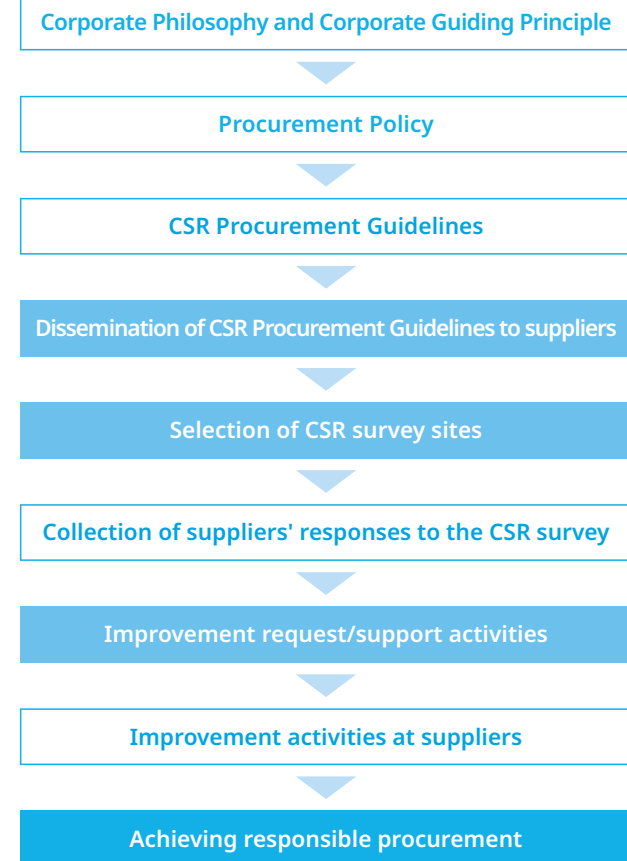 Corporate Philosophy and Corporate Guiding Principle
Procurement Policy
CSR Procurement Guidelines
Dissemination of CSR Procurement Guidelines to suppliers
Selection of CSR survey sites
Collection of suppliers' responses to the CSR survey
Improvement request/support activities
Improvement activities at suppliers
Achieving responsible procurement